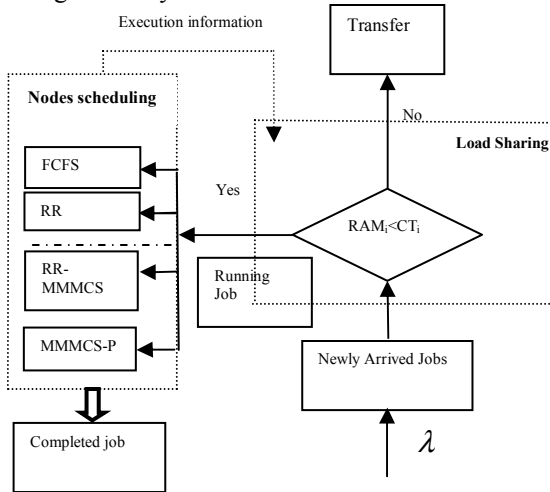 Execution information
Transfer
Nodes scheduling
No
Load Sharing
FCFS
Yes
RR
RAMi<CTi
RR-
MMMCS
Running
Job
MMMCS-P
Newly Arrived Jobs
Completed job
λ